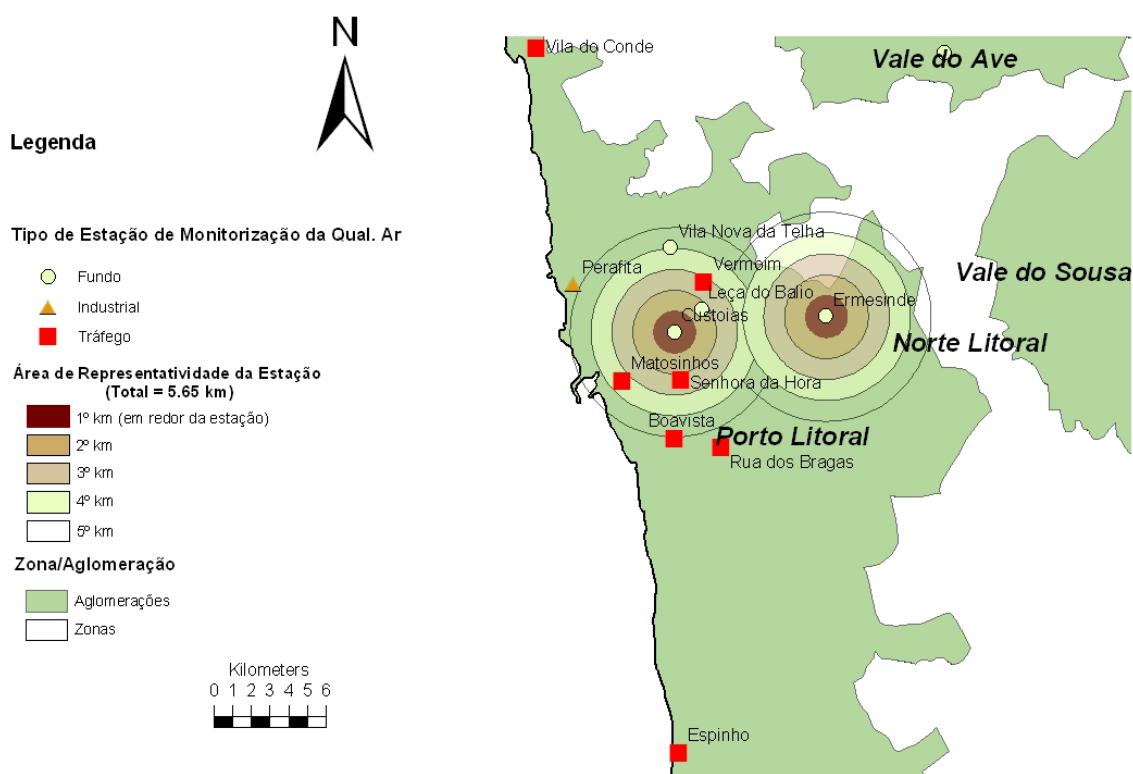 N
Legenda
Tipo de Estação de Monitorização da Qual. Ar
Fundo
Industrial
Tráfego
Área de Representatividade da Estação
(Total = 5.65 km)
1º km (em redor da estação)
2º km
3º km
4º km
5º km
Zona/Aglomeração
Aglomerações
Zonas
Kilometers
0 1 2 3 4 5 6
Vila do Conde
Vale do Ave
Vila Nova da Telha
Perafita
Vermoim
Vale do Sousa
Leça do Balio
Ermesinde
Custoias
Norte Litoral
Matosinhos
Senhora da Hora
Boavista
Porto Litoral
Rua dos Bragas
Espinho